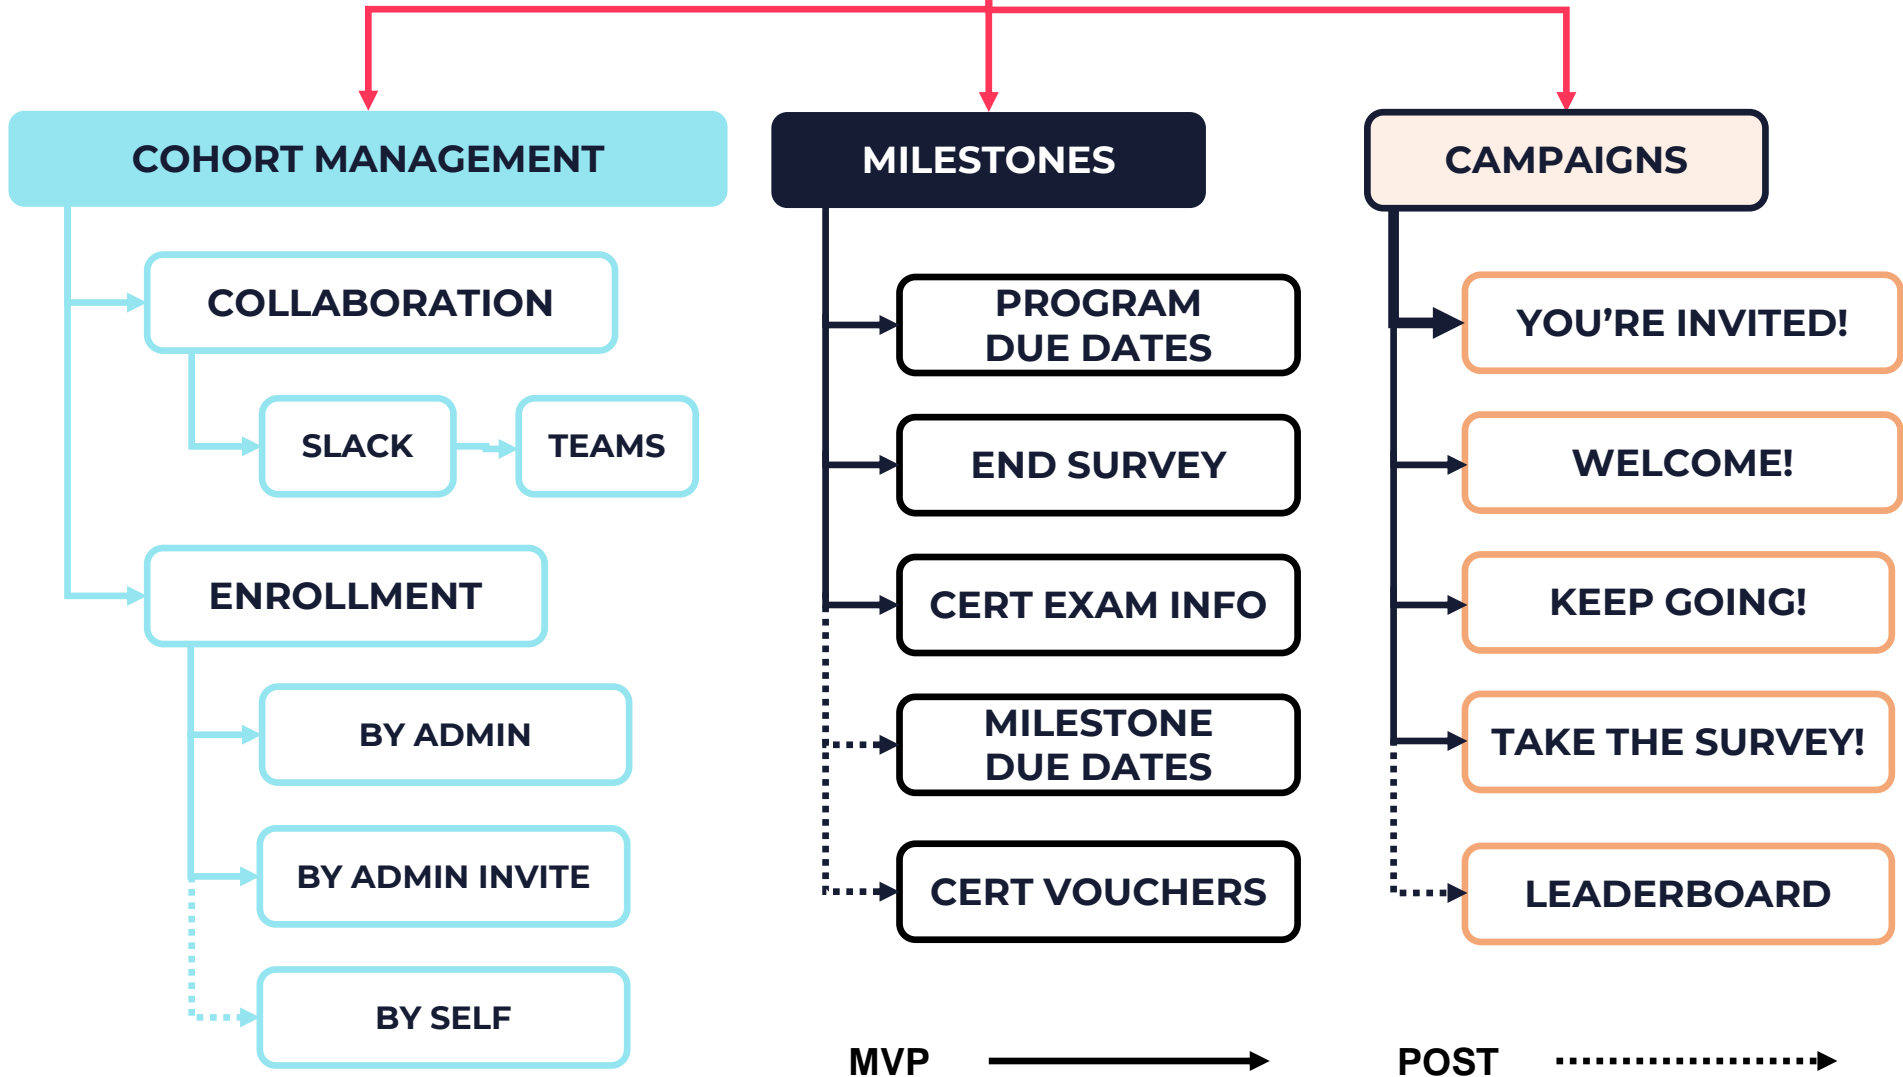 COHORT MANAGEMENT
COLLABORATION
SLACK
TEAMS
ENROLLMENT
BY ADMIN
BY ADMIN INVITE
BY SELF
MILESTONES
PROGRAM
DUE DATES
END SURVEY
CERT EXAM INFO
MILESTONE
DUE DATES
CERT VOUCHERS
CAMPAIGNS
YOU’RE INVITED!
WELCOME!
KEEP GOING!
TAKE THE SURVEY!
LEADERBOARD
MVP
POST